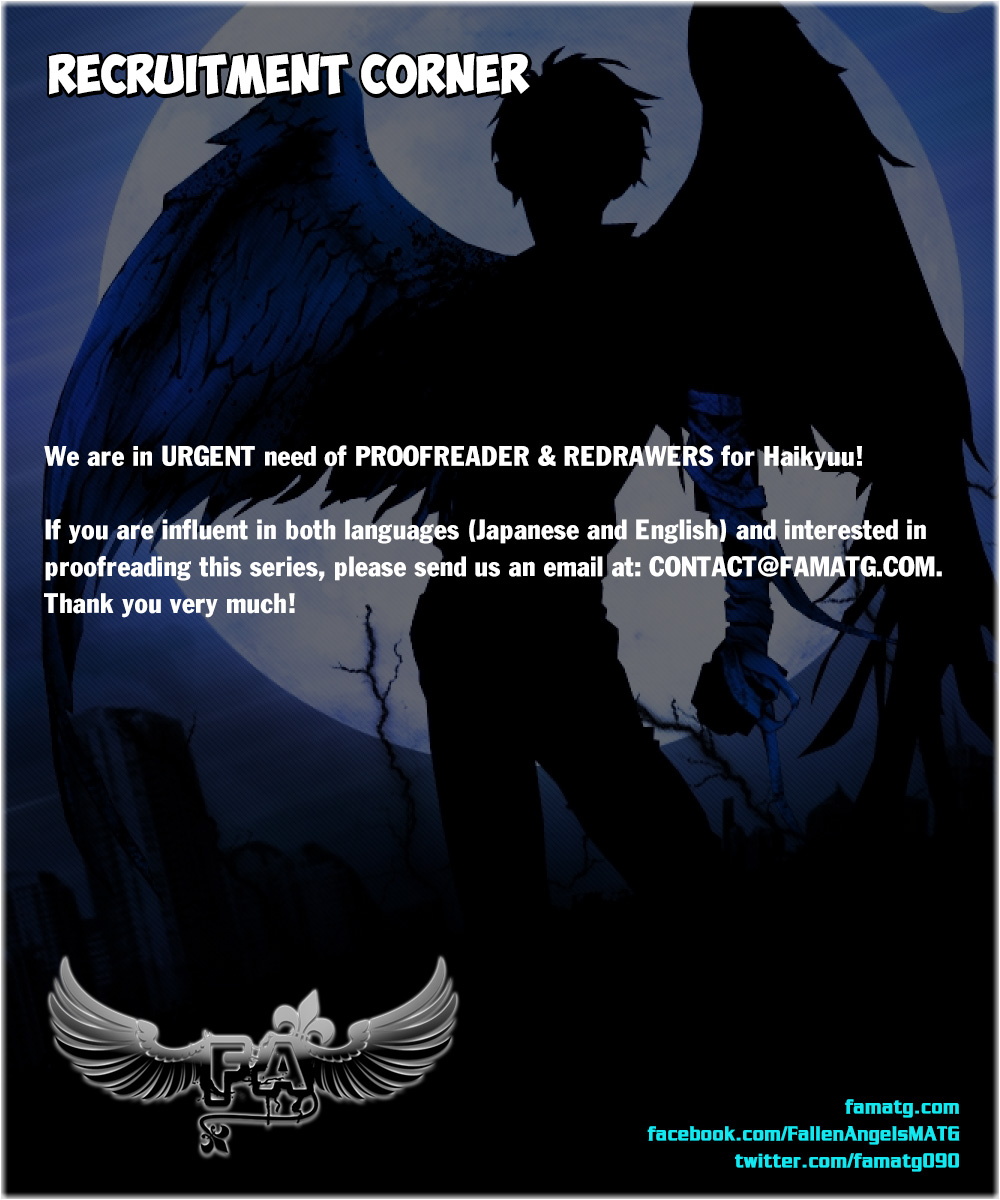 RECRUITMENT CORNER
We are in URGENT need of PROOFREADER & REDRAWERS for Haikyuu!
If you are influent in both languages (Japanese and English) and interested in
proofreading this series, please send us an email at: CONTACT@FAMATG.COM.
Thank you very much!
FA
famatg.com
facebook.com/FallenAngelsMATG
twitter.com/famatg090